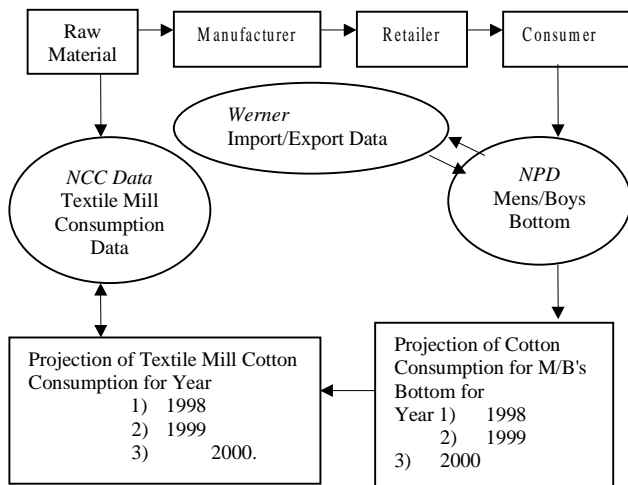 Raw
Material
Manufacturer
Retailer
Consumer
Werner
Import/Export Data
NCC Data
Textile Mill
Consumption
Data
NPD
Mens/Boys
Bottom
Projection of Textile Mill Cotton
Consumption for Year
1) 1998
2) 1999
3) 2000.
Projection of Cotton
Consumption for M/B's
Bottom for
Year 1) 1998
2) 1999
3) 2000